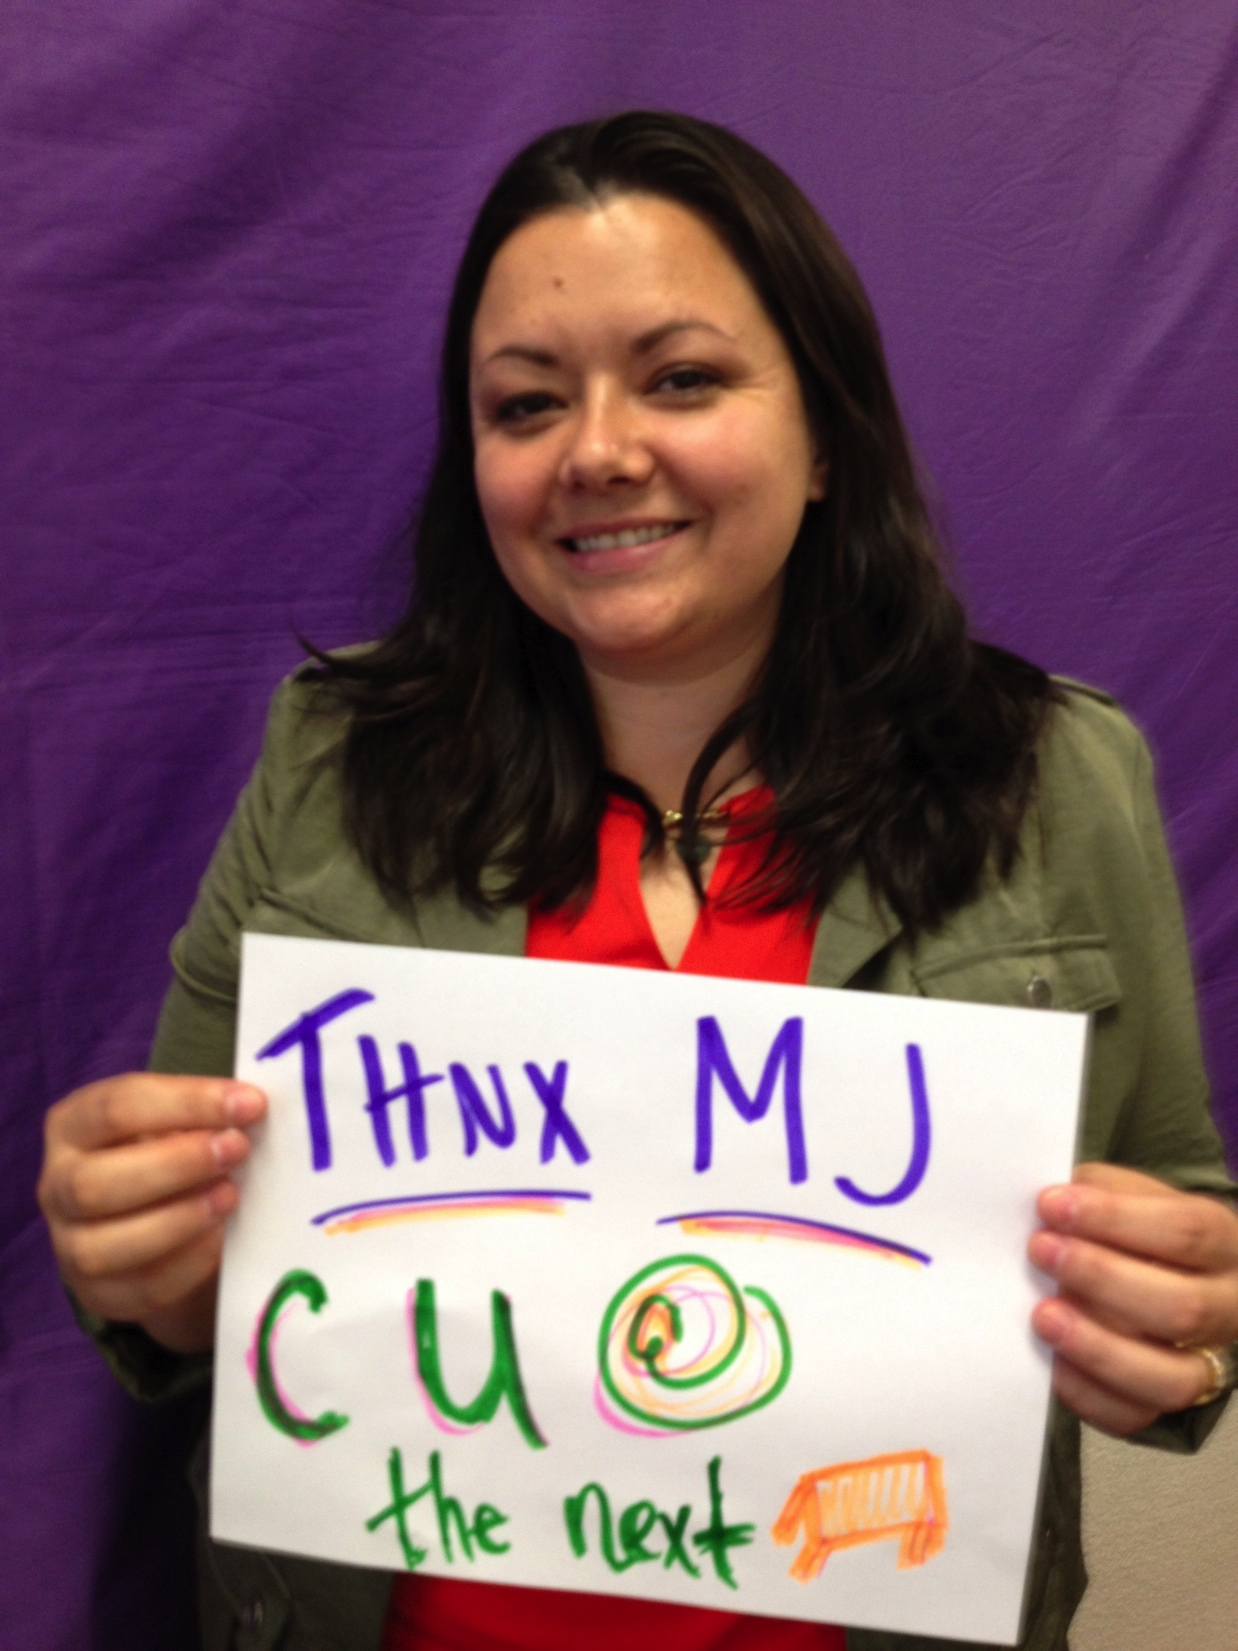 THNX MJ
C U @
the next